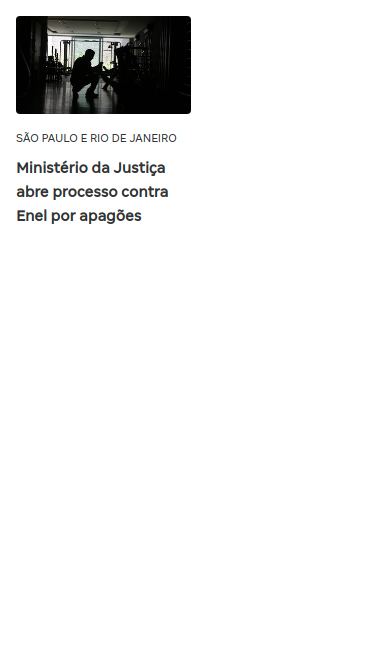 SÃO PAULO E RIO DE JANEIRO
Ministério da Justiça
abre processo contra
Enel por apagões